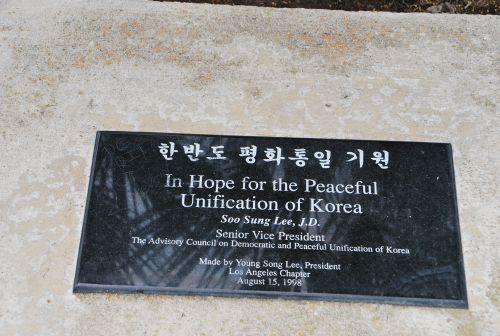 한반도 평화통일 기원
In Hope for the Peaceful
Unification of Korea
Soo Sung Lee, J.D.
Senior Vice President
The Advisory Council on Democratic and Peaceful Unification of Korea
Made by Young Song Lee, President
Los Angeles Chapter
August 15, 1998